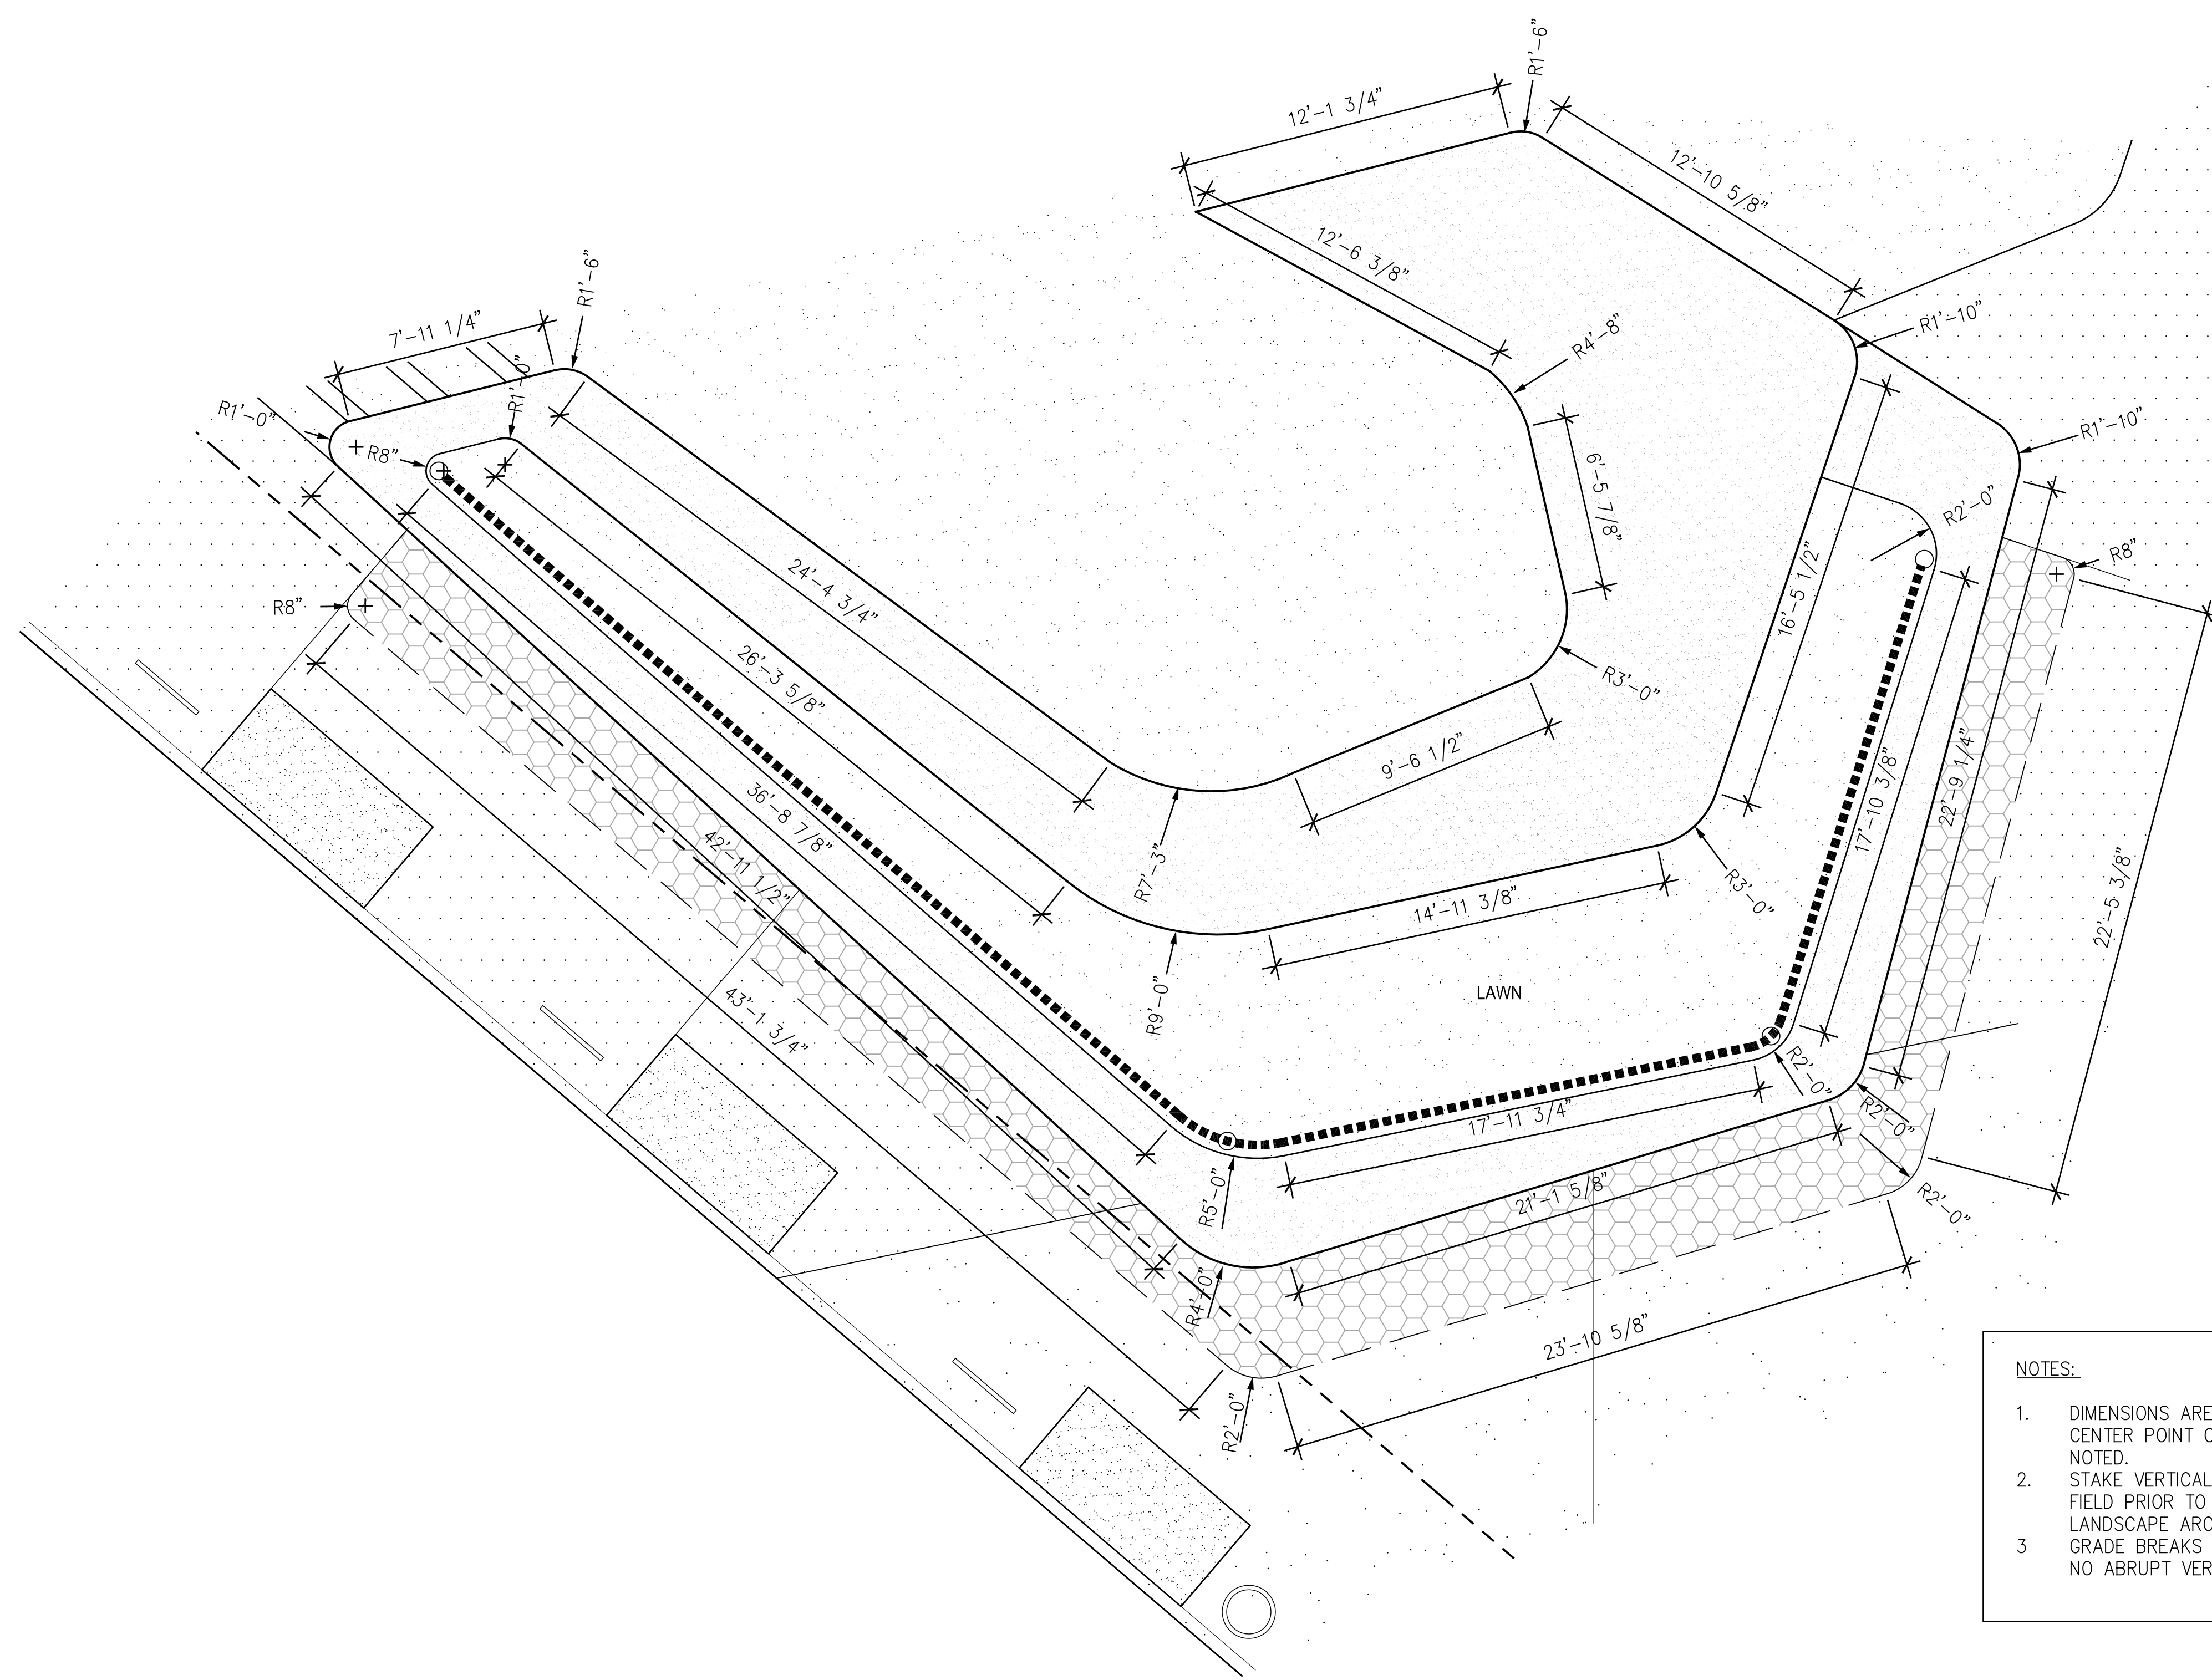 R1'-6"
12'-1 3/4"
12'-10 5/8"
12'-6 3/8"
R1'-6"
R4'-8"
R1'-10"
7'-11 1/4"
R1'-0"
R1'-0"
R8"
R1'-10"
6'-5 7/8"
R2'-0"
R8"
24'-4 3/4"
16'-5 1/2"
R8"
26'-3 5/8"
R3'-0"
9'-6 1/2"
36'-8 7/8"
17'-10 3/8"
22'-9 1/4"
42'-11 1/2"
R7'-3"
R3'-0"
14'-11 3/8"
22'-5 3/8"
43'-1 3/4"
R9'-0"
LAWN
R2'-0"
R2'-0"
17'-11 3/4"
R5'-0"
21'-1 5/8"
R2'-0"
R4'-0"
23'-10 5/8"
R2'-0"
NOTES:
1. DIMENSIONS ARE
CENTER POINT O
NOTED.
2. STAKE VERTICAL
FIELD PRIOR TO
LANDSCAPE ARC
3 GRADE BREAKS
NO ABRUPT VER